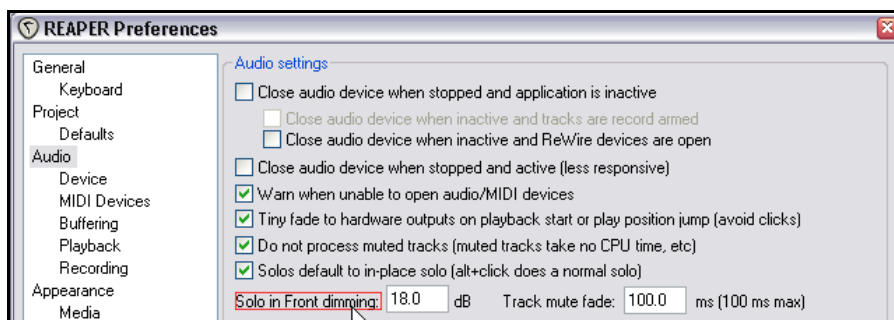 REAPER Preferences
General
Keyboard
Project
Defaults
Audio
Device
MIDI Devices
Buffering
Playback
Recording
Appearance
Media
Audio settings
Close audio device when stopped and application is inactive
Close audio device when inactive and tracks are record armed
Close audio device when inactive and ReWire devices are open
Close audio device when stopped and active (less responsive)
Warn when unable to open audio/MIDI devices
Tiny fade to hardware outputs on playback start or play position jump (avoid clicks)
Do not process muted tracks (muted tracks take no CPU time, etc)
Solos default to in-place solo (alt+click does a normal solo)
Solo in Front dimming: 18.0 dB Track mute fade: 100.0 ms (100 ms max)